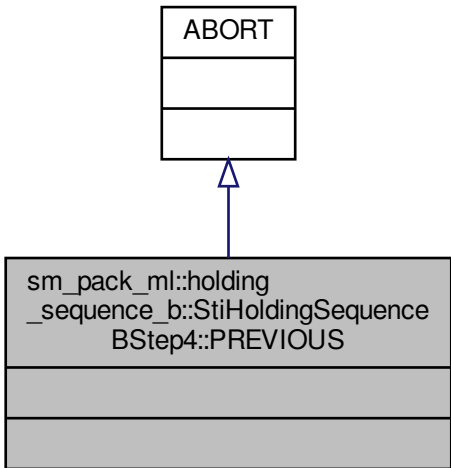 ABORT
sm_pack_ml::holding
_sequence_b::StiHoldingSequence
BStep4::PREVIOUS